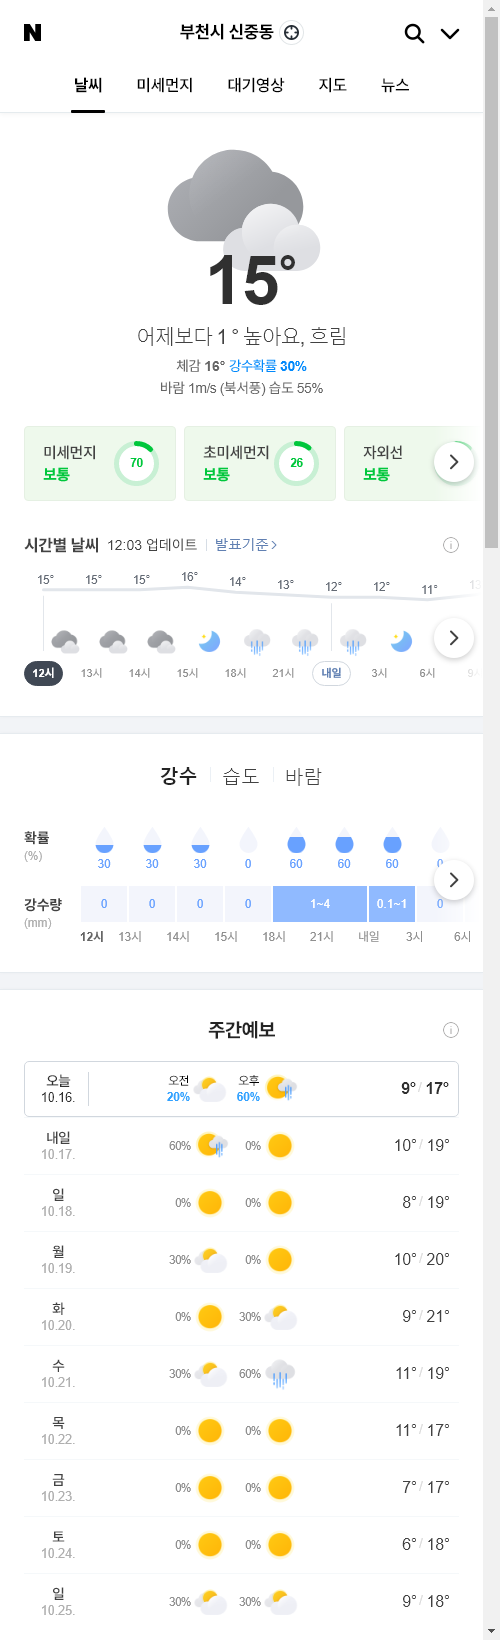 N 부천시 신중동
날씨 미세먼지 대기영상 지도 뉴스
15°
어제보다 1 ° 높아요, 흐림
체감 16° 강수확률 30%
바람 1m/s (북서풍) 습도 55%
미세먼지 초미세먼지 자외선
보통 70 보통 26 보통
시간별 날씨 12:03 업데이트 발표기준
15° 15° 15° 16° 14° 13° 12° 12° 11° 13
12시 13시 14시 15시 18시 21시 내일 3시 6시
강수 습도 바람
확률
(%)
30 30 30 0 60 60 60 0
강수량
(mm)
0 0 0 0 1~4 0.1~1 0
12시 13시 14시 15시 18시 21시 내일 3시 6시
주간예보
오늘 오전 오후
10.16. 20% 60% 9° / 17°
내일
10.17. 60% 0% 10° / 19°
일
10.18. 0% 0% 8° / 19°
월
10.19. 30% 0% 10° / 20°
화
10.20. 0% 30% 9° / 21°
수
10.21. 30% 60% 11° / 19°
목
10.22. 0% 0% 11° / 17°
금
10.23. 0% 0% 7° / 17°
토
10.24. 0% 0% 6° / 18°
일
10.25. 30% 30% 9° / 18°